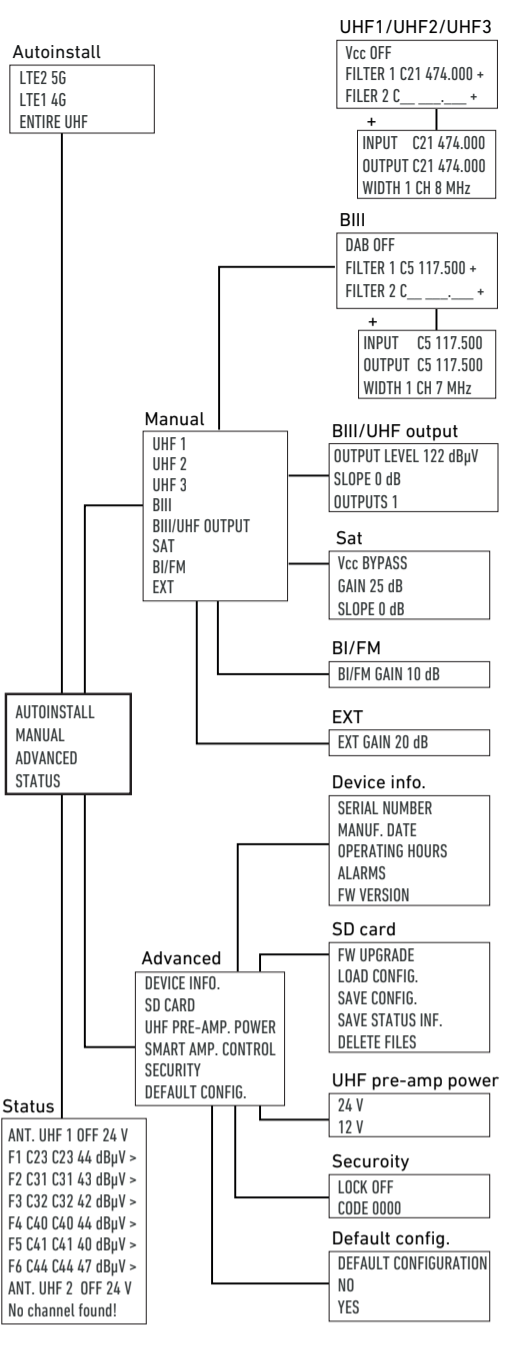 Autoinstall
LTE2 5G
LTE1 4G
ENTIRE UHF
UHF1/UHF2/UHF3
Vcc OFF
FILTER 1 C21 474.000 +
FILER 2 C__ ___.___ +
+
INPUT C21 474.000
OUTPUT C21 474.000
WIDTH 1 CH 8 MHz
BIII
DAB OFF
FILTER 1 C5 117.500 +
FILTER 2 C__ ___.___ +
+
INPUT C5 117.500
OUTPUT C5 117.500
WIDTH 1 CH 7 MHz
Manual
UHF 1
UHF 2
UHF 3
BIII
BIII/UHF OUTPUT
SAT
BI/FM
EXT
BIII/UHF output
OUTPUT LEVEL 122 dBµV
SLOPE 0 dB
OUTPUTS 1
Sat
Vcc BYPASS
GAIN 25 dB
SLOPE 0 dB
BI/FM
BI/FM GAIN 10 dB
EXT
EXT GAIN 20 dB
AUTOINSTALL
MANUAL
ADVANCED
STATUS
Device info.
SERIAL NUMBER
MANUF. DATE
OPERATING HOURS
ALARMS
FW VERSION
Advanced
DEVICE INFO.
SD CARD
UHF PRE-AMP. POWER
SMART AMP. CONTROL
SECURITY
DEFAULT CONFIG.
SD card
FW UPGRADE
LOAD CONFIG.
SAVE CONFIG.
SAVE STATUS INF.
DELETE FILES
UHF pre-amp power
24 V
12 V
Securoity
LOCK OFF
CODE 0000
Default config.
DEFAULT CONFIGURATION
NO
YES
Status
ANT. UHF 1 OFF 24 V
F1 C23 C23 44 dBµV >
F2 C31 C31 43 dBµV >
F3 C32 C32 42 dBµV >
F4 C40 C40 44 dBµV >
F5 C41 C41 40 dBµV >
F6 C44 C44 47 dBµV >
ANT. UHF 2 OFF 24 V
No channel found!